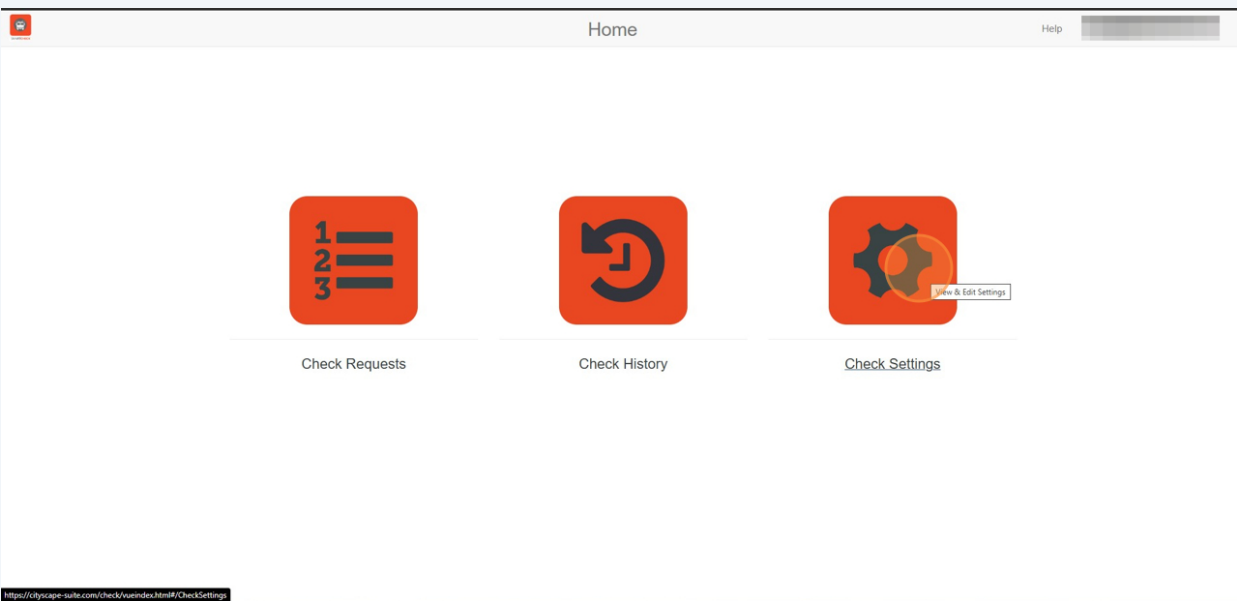 Home
Help
1
2
3
View & Edit Settings
Check Requests
Check History
Check Settings
https://cityscape-suite.com/check/vueindex.html#/CheckSettings